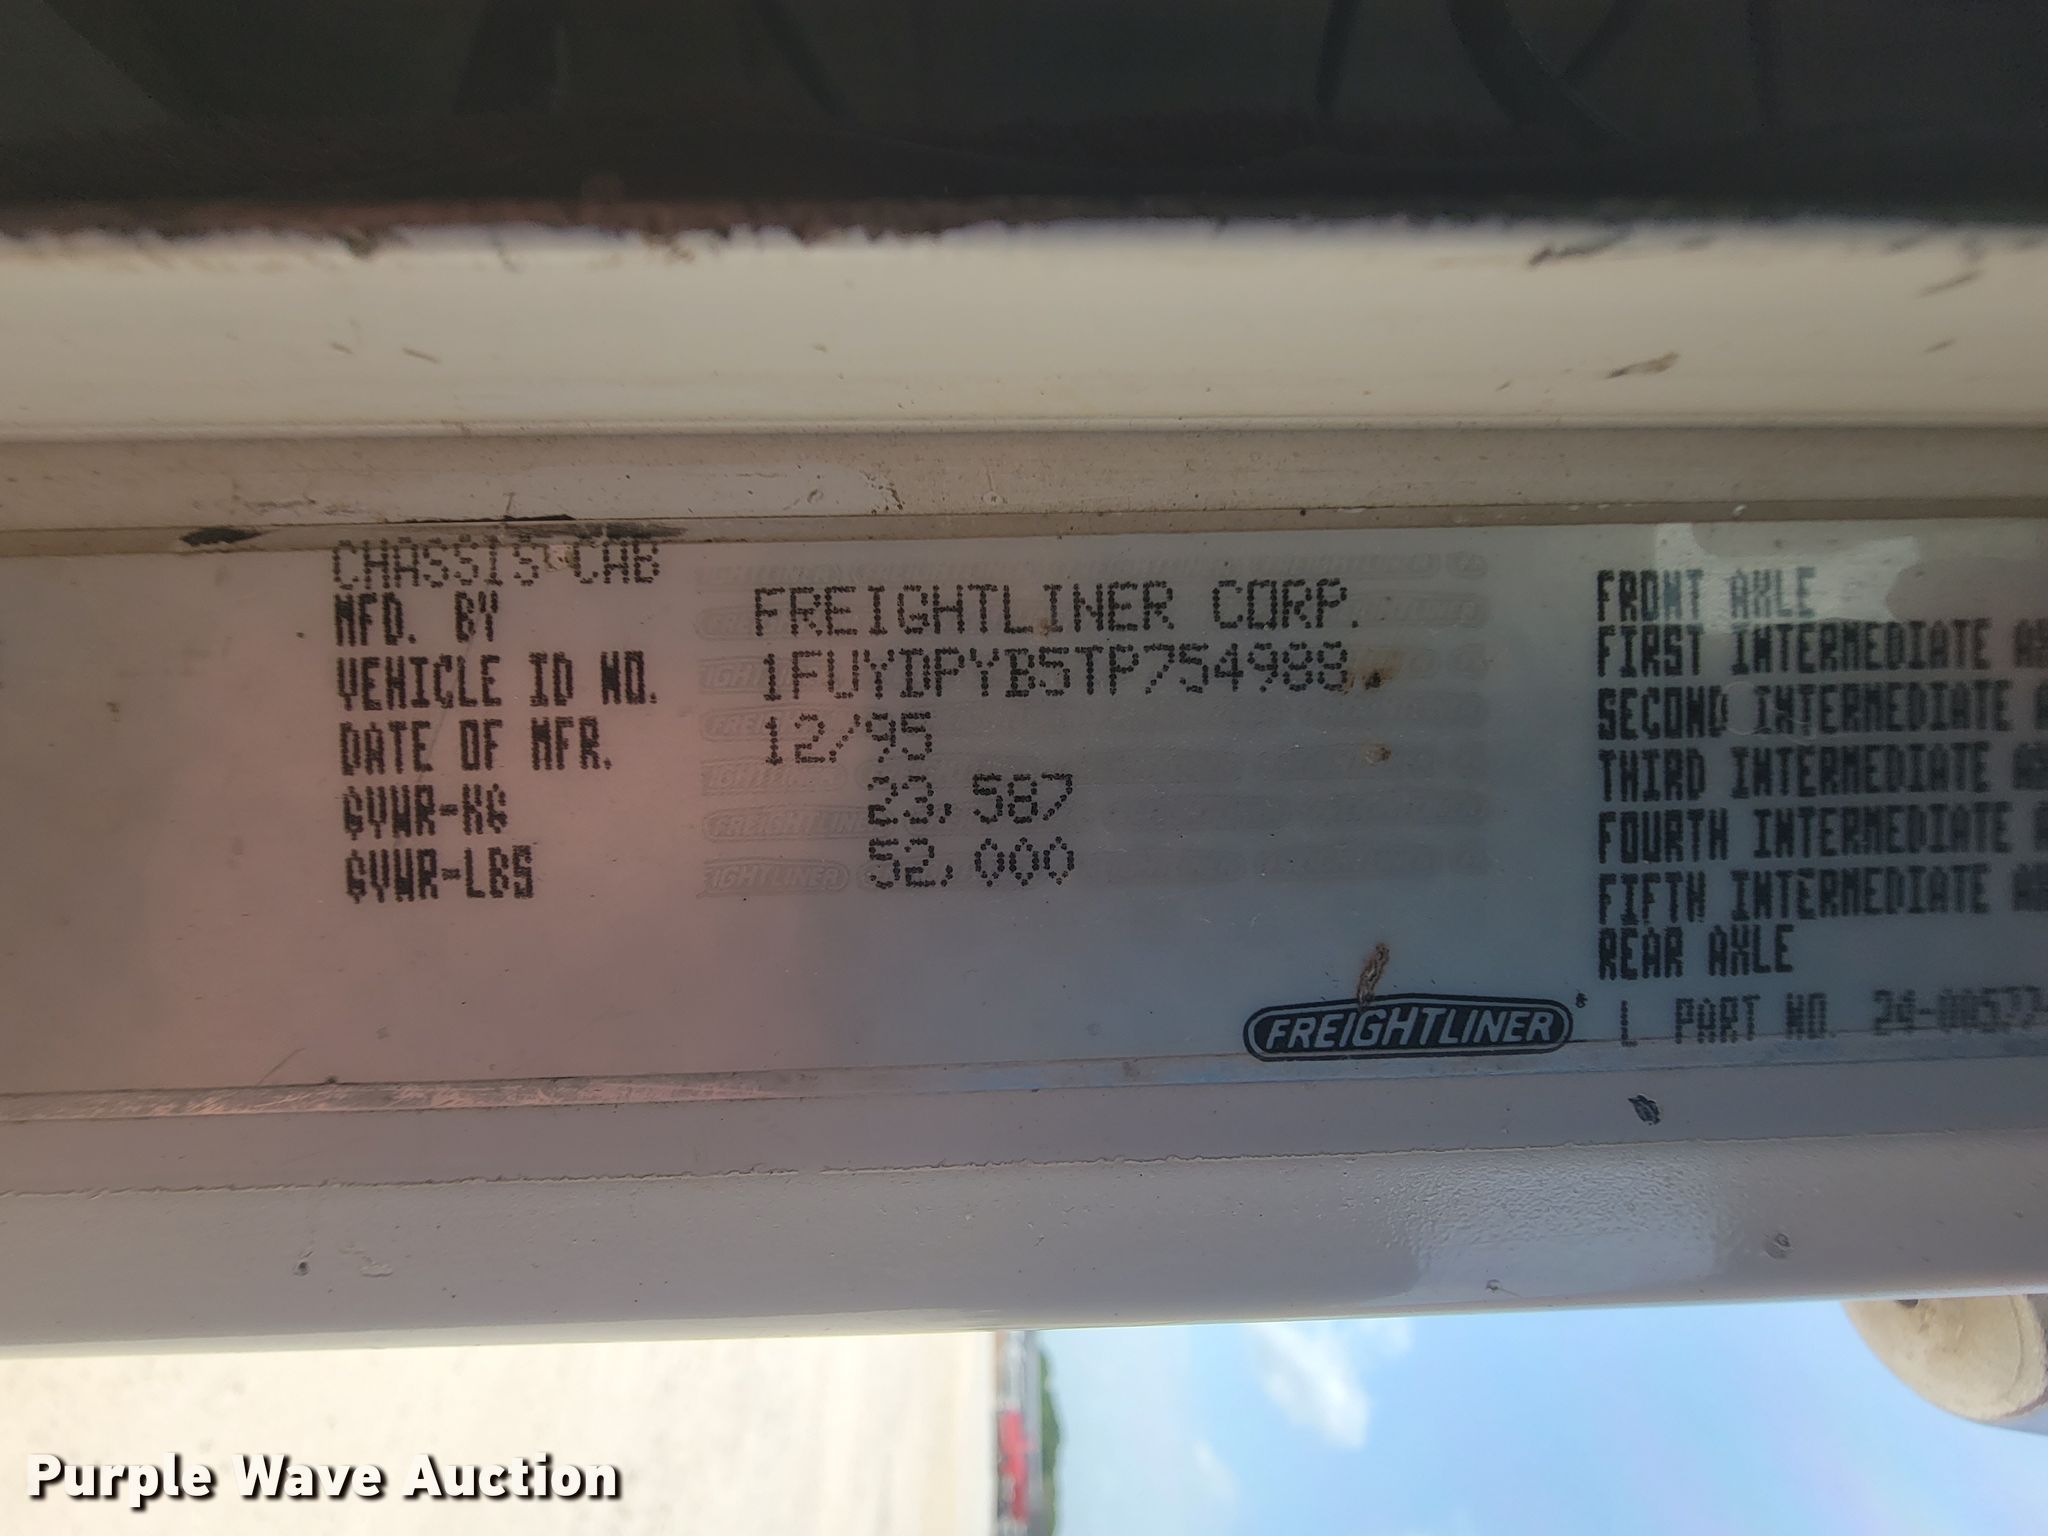 CHASSIS-CAB
MFD. BY FREIGHTLINER CORP.
VEHICLE ID NO. 1FUYDPYB5TP754988
DATE OF MFR. 12/95
GVWR-KG 23,587
GVWR-LBS 52,000
FREIGHTLINER®
FRONT AXLE
FIRST INTERMEDIATE
SECOND INTERMEDIATE
THIRD INTERMEDIATE
FOURTH INTERMEDIATE
FIFTH INTERMEDIATE
REAR AXLE
L PART NO.
Purple Wave Auction